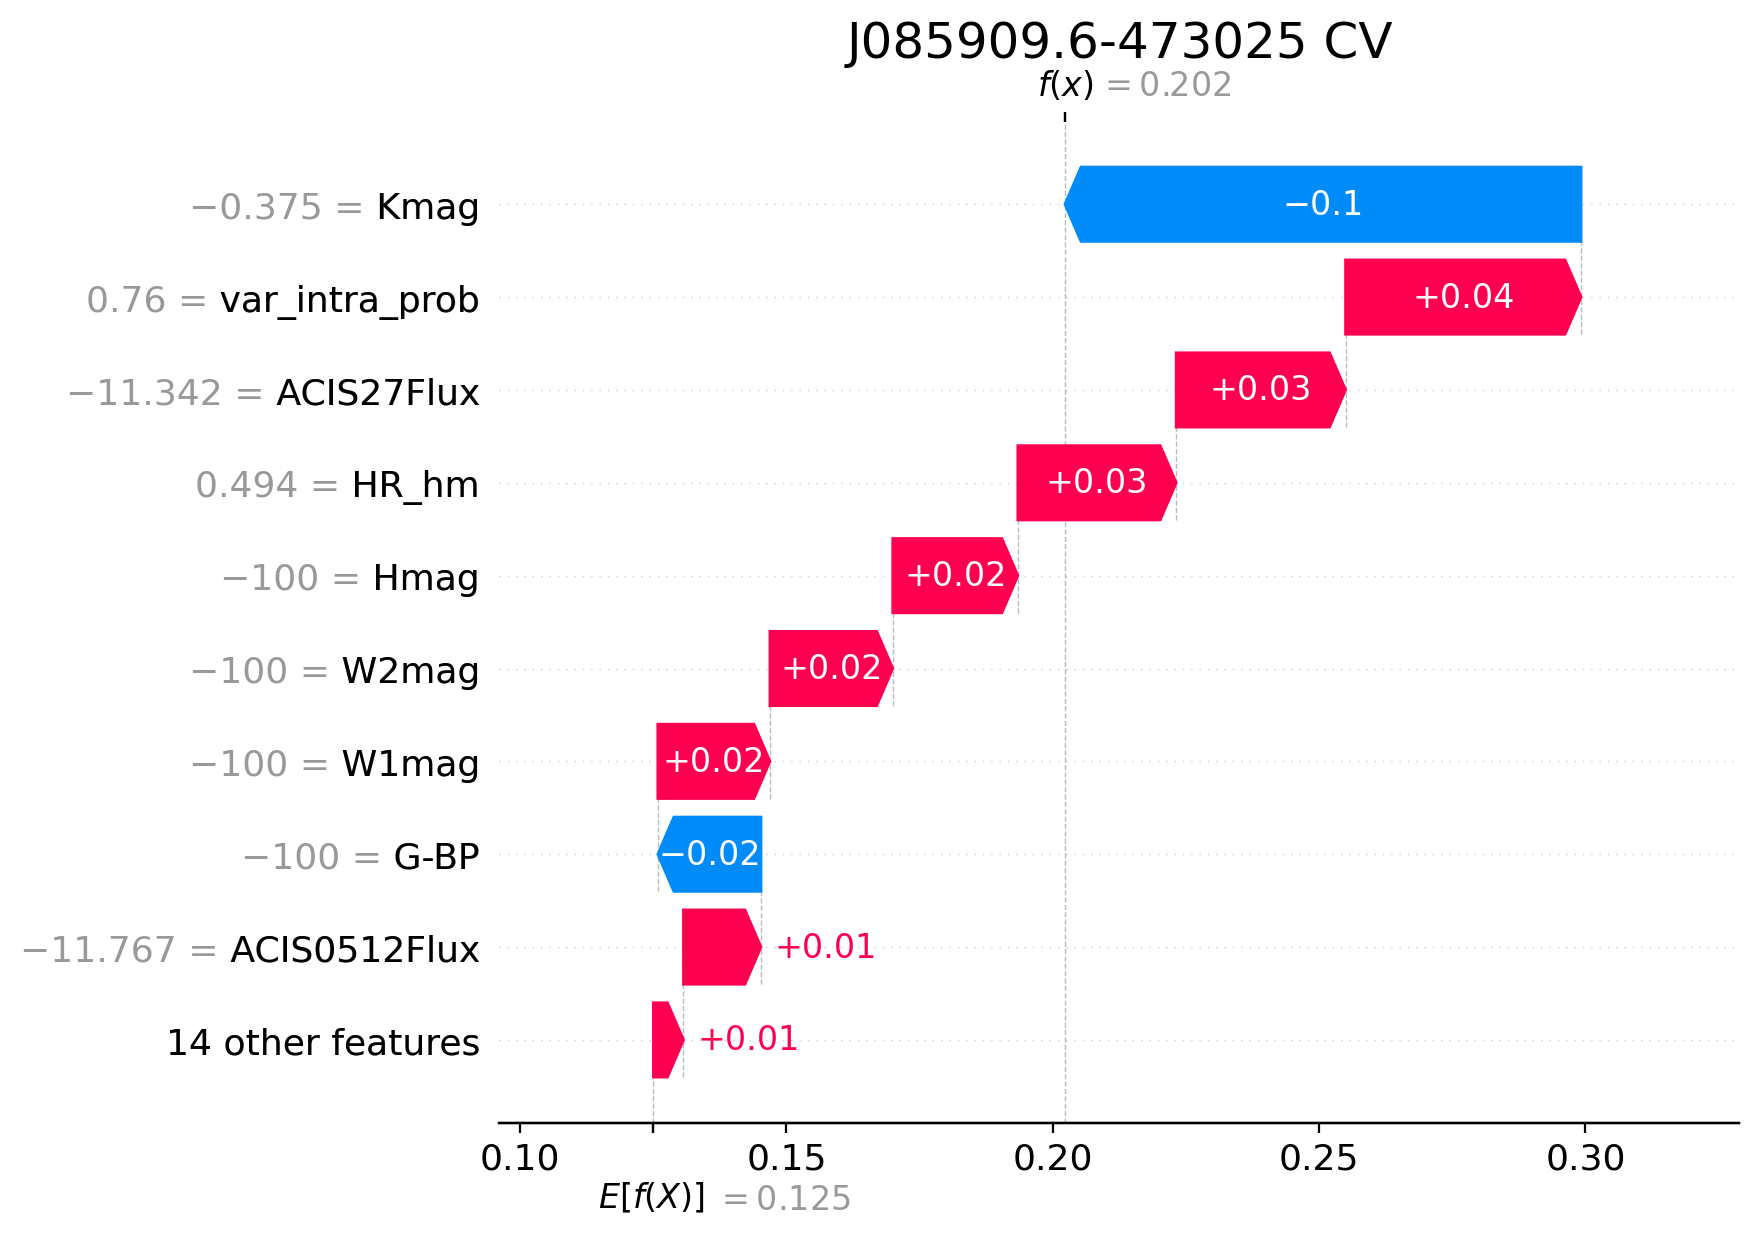 J085909.6-473025 CV
f(x) = 0.202
−0.375 = Kmag
−0.1
0.76 = var_intra_prob
+0.04
−11.342 = ACIS27Flux
+0.03
0.494 = HR_hm
+0.03
−100 = Hmag
+0.02
−100 = W2mag
+0.02
−100 = W1mag
+0.02
−100 = G-BP
−0.02
−11.767 = ACIS0512Flux
+0.01
14 other features
+0.01
0.10 0.15 0.20 0.25 0.30
E[f(X)] = 0.125